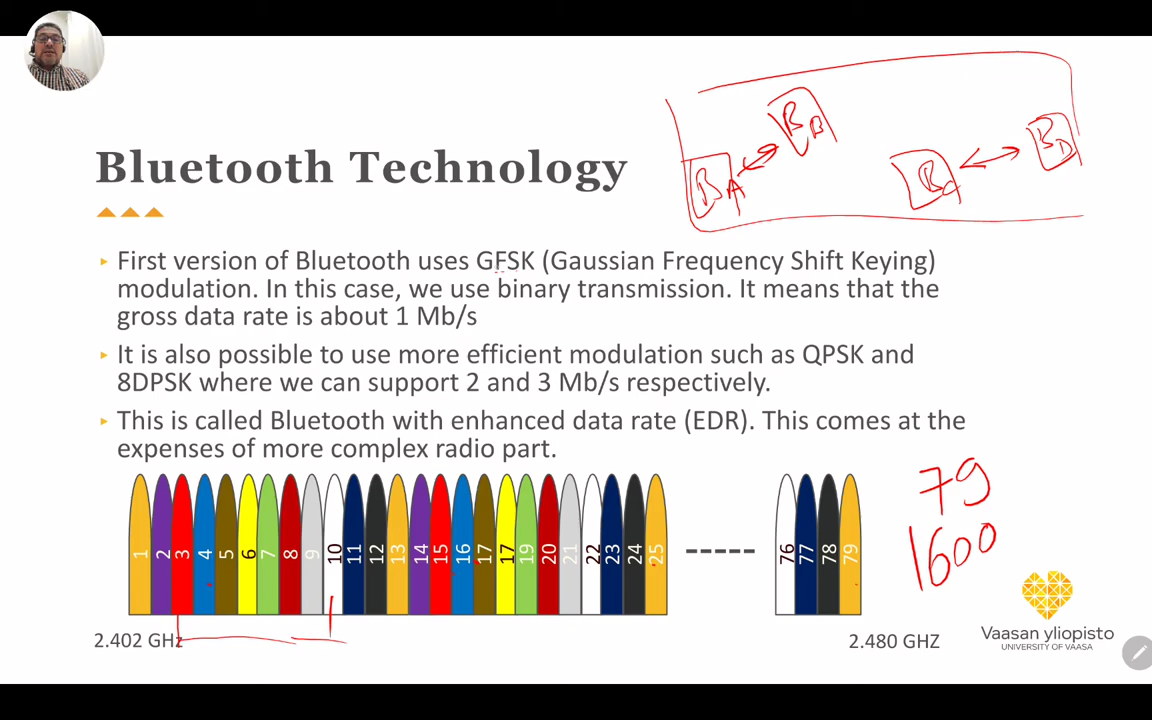 B_A
B_B
B_C
B_D
Bluetooth Technology
First version of Bluetooth uses GFSK (Gaussian Frequency Shift Keying)
modulation. In this case, we use binary transmission. It means that the
gross data rate is about 1 Mb/s
It is also possible to use more efficient modulation such as QPSK and
8DPSK where we can support 2 and 3 Mb/s respectively.
This is called Bluetooth with enhanced data rate (EDR). This comes at the
expenses of more complex radio part.
79
1600
1 2 3 4 5 6 7 8 9 10 11 12 13 14 15 16 17 17 19 20 21 22 23 24 25 76 77 78 79
2.402 GHz
2.480 GHZ
Vaasan yliopisto
UNIVERSITY OF VAASA